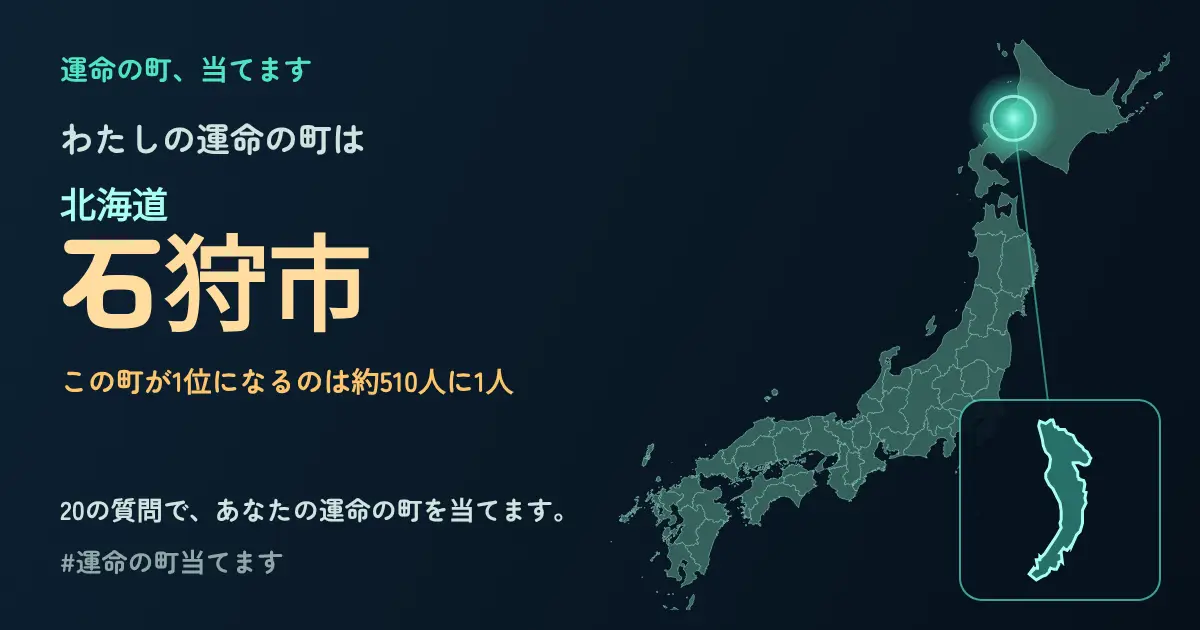 運命の町、当てます
わたしの運命の町は
北海道
石狩市
この町が1位になるのは約510人に1人
20の質問で、あなたの運命の町を当てます。
#運命の町当てます